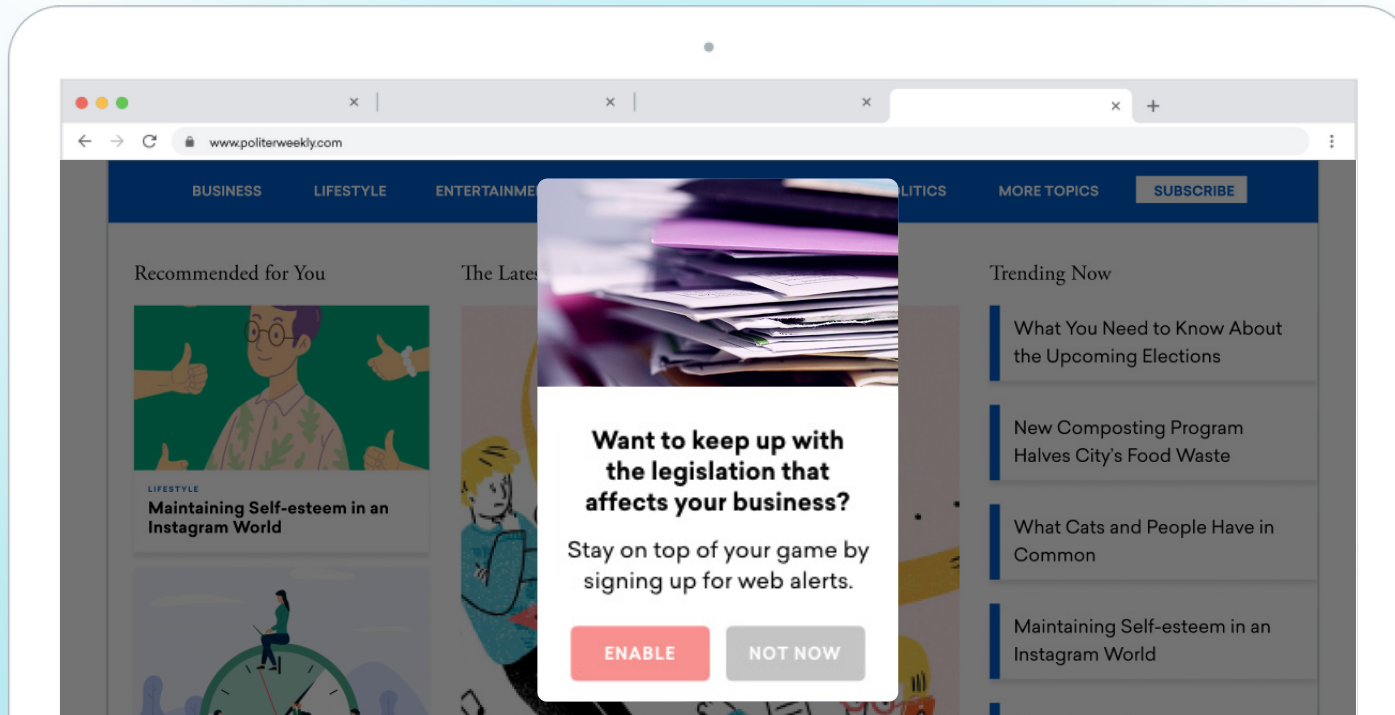 www.politerweekly.com
BUSINESS LIFESTYLE ENTERTAINME LITICS MORE TOPICS SUBSCRIBE
Recommended for You
LIFESTYLE
Maintaining Self-esteem in an
Instagram World
The Lates
Want to keep up with
the legislation that
affects your business?
Stay on top of your game by
signing up for web alerts.
ENABLE NOT NOW
Trending Now
What You Need to Know About
the Upcoming Elections
New Composting Program
Halves City's Food Waste
What Cats and People Have in
Common
Maintaining Self-esteem in an
Instagram World